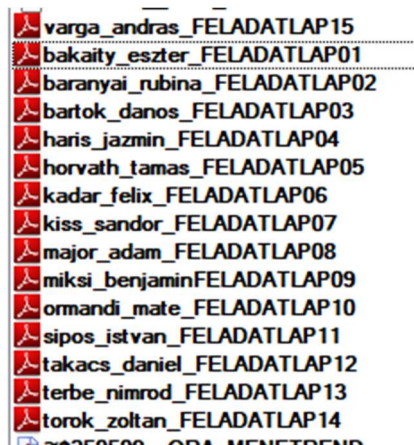 varga_andras_FELADATLAP15
bakaity_eszter_FELADATLAP01
baranyai_rubina_FELADATLAP02
bartok_danos_FELADATLAP03
haris_jazmin_FELADATLAP04
horvath_tamas_FELADATLAP05
kadar_felix_FELADATLAP06
kiss_sandor_FELADATLAP07
major_adam_FELADATLAP08
miksi_benjaminFELADATLAP09
ormandi_mate_FELADATLAP10
sipos_istvan_FELADATLAP11
takacs_daniel_FELADATLAP12
terbe_nimrod_FELADATLAP13
torok_zoltan_FELADATLAP14